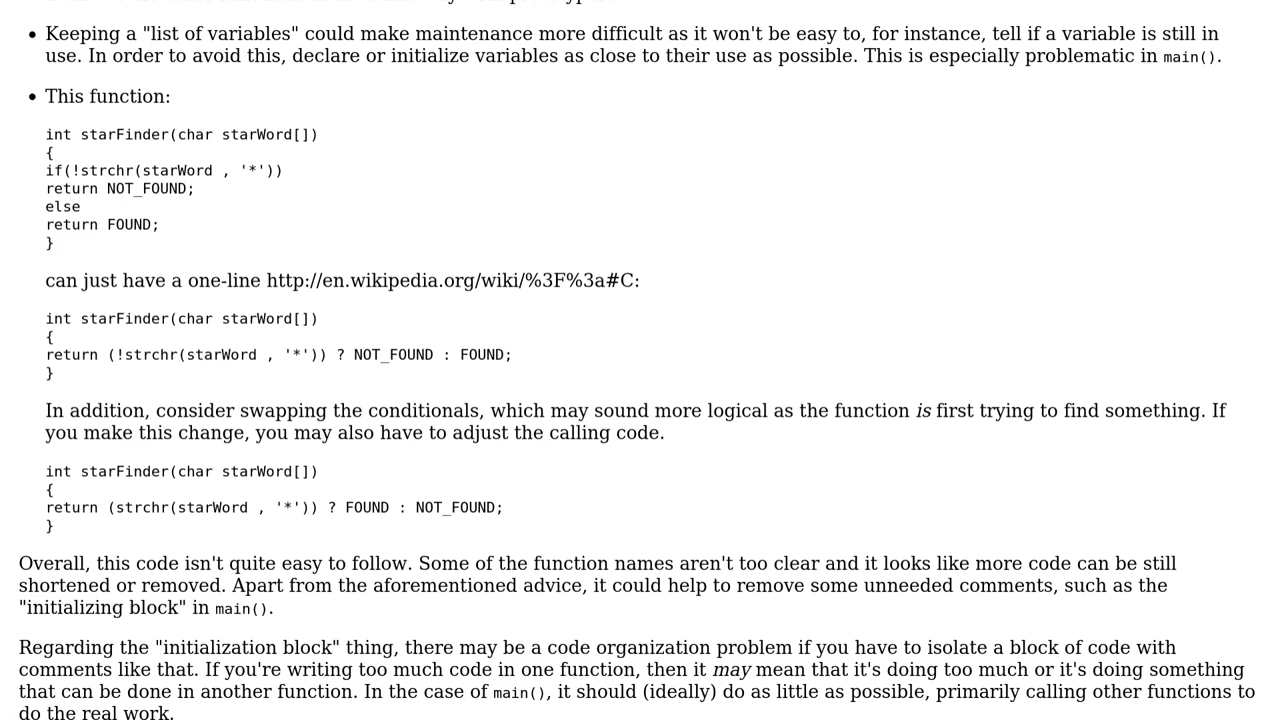 Keeping a "list of variables" could make maintenance more difficult as it won't be easy to, for instance, tell if a variable is still in
use. In order to avoid this, declare or initialize variables as close to their use as possible. This is especially problematic in main().
This function:
int starFinder(char starWord[])
{
if(!strchr(starWord , '*'))
return NOT_FOUND;
else
return FOUND;
}
can just have a one-line http://en.wikipedia.org/wiki/%3F%3a#C:
int starFinder(char starWord[])
{
return (!strchr(starWord , '*')) ? NOT_FOUND : FOUND;
}
In addition, consider swapping the conditionals, which may sound more logical as the function is first trying to find something. If
you make this change, you may also have to adjust the calling code.
int starFinder(char starWord[])
{
return (strchr(starWord , '*')) ? FOUND : NOT_FOUND;
}
Overall, this code isn't quite easy to follow. Some of the function names aren't too clear and it looks like more code can be still
shortened or removed. Apart from the aforementioned advice, it could help to remove some unneeded comments, such as the
"initializing block" in main().
Regarding the "initialization block" thing, there may be a code organization problem if you have to isolate a block of code with
comments like that. If you're writing too much code in one function, then it may mean that it's doing too much or it's doing something
that can be done in another function. In the case of main(), it should (ideally) do as little as possible, primarily calling other functions to
do the real work.